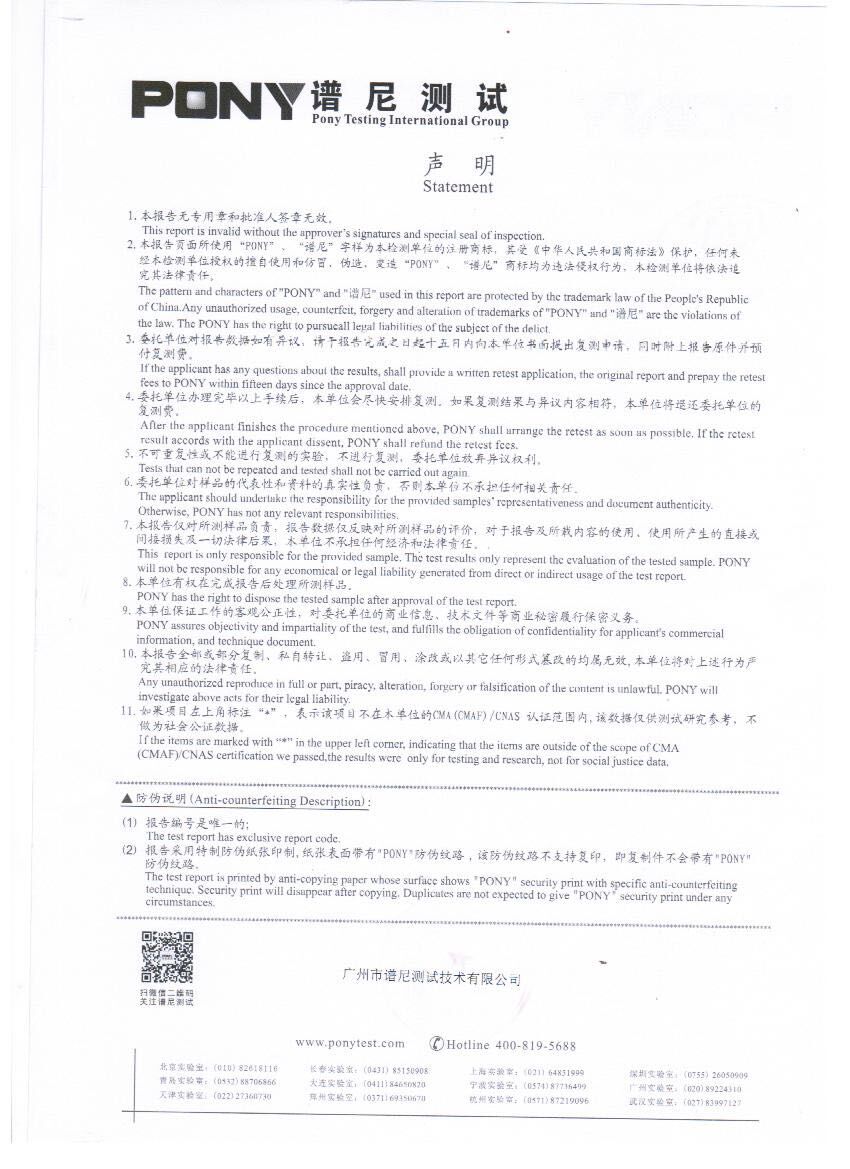 PONY谱尼测试
Pony Testing International Group
声 明
Statement
1.本报告无专用章和批准人签章无效。
This report is invalid without the approver's signatures and special seal of inspection.
2.本报告页面所使用“PONY”、“谱尼”字样为本检测单位的注册商标，其受《中华人民共和国商标法》保护，任何未
经本检测单位授权的擅自使用和仿冒，伪造，变造“PONY”、“谱尼”商标均为违法侵权行为，本检测单位将依法追
究其法律责任。
The pattern and characters of "PONY" and "谱尼" used in this report are protected by the trademark law of the People's Republic
of China.Any unauthorized usage, counterfeit, forgery and alteration of trademarks of "PONY" and "谱尼" are the violations of
the law. The PONY has the right to pursueall legal liabilities of the subject of the delict.
3.委托单位对报告数据如有异议，请于报告完成之日起十五日内向本单位书面提出复测申请，同时附上报告原件并预
付复测费。
If the applicant has any questions about the results, shall provide a written retest application, the original report and prepay the retest
fees to PONY within fifteen days since the approval date.
4.委托单位办理完毕以上手续后，本单位会尽快安排复测。如果复测结果与异议内容相符，本单位将退还委托单位的
复测费。
After the applicant finishes the procedure mentioned above, PONY shall arrange the retest as soon as possible. If the retest
result accords with the applicant dissent, PONY shall refund the retest fees.
5.不可重复性或不能进行复测的实验，不进行复测，委托单位放弃异议权利。
Tests that can not be repeated and tested shall not be carried out again.
6.委托单位对样品的代表性和资料的真实性负责，否则本单位不承担任何相关责任。
The applicant should undertake the responsibility for the provided samples' representativeness and document authenticity.
Otherwise, PONY has not any relevant responsibilities.
7.本报告仅对所测样品负责，报告数据仅反映对所测样品的评价，对于报告及所载内容的使用、使用所产生的直接或
间接损失及一切法律后果，本单位不承担任何经济和法律责任。
This report is only responsible for the provided sample. The test results only represent the evaluation of the tested sample. PONY
will not be responsible for any economical or legal liability generated from direct or indirect usage of the test report.
8.本单位有权在完成报告后处理所测样品。
PONY has the right to dispose the tested sample after approval of the test report.
9.本单位保证工作的客观公正性，对委托单位的商业信息、技术文件等商业秘密履行保密义务。
PONY assures objectivity and impartiality of the test, and fulfills the obligation of confidentiality for applicant's commercial
information, and technique document.
10.本报告全部或部分复制、私自转让、盗用、冒用、涂改或以其它任何形式篡改的均属无效，本单位将对上述行为严
究其相应的法律责任。
Any unauthorized reproduce in full or part, piracy, alteration, forgery or falsification of the content is unlawful. PONY will
investigate above acts for their legal liability.
11.如果项目左上角标注“*”，表示该项目不在本单位的CMA(CMAF)/CNAS 认证范围内，该数据仅供测试研究参考，不
做为社会公证数据。
If the items are marked with “*” in the upper left corner, indicating that the items are outside of the scope of CMA
(CMAF)/CNAS certification we passed,the results were only for testing and research, not for social justice data.
▲防伪说明(Anti-counterfeiting Description):
(1) 报告编号是唯一的;
The test report has exclusive report code.
(2) 报告采用特制防伪纸张印制,纸张表面带有"PONY"防伪纹路，该防伪纹路不支持复印，即复制件不会带有"PONY"
防伪纹路。
The test report is printed by anti-copying paper whose surface shows "PONY" security print with specific anti-counterfeiting
technique. Security print will disappear after copying. Duplicates are not expected to give "PONY" security print under any
circumstances.
扫微信二维码
关注谱尼测试
广州市谱尼测试技术有限公司
www.ponytest.com Hotline 400-819-5688
北京实验室：(010) 82618116 长春实验室：(0431) 85150908 上海实验室：(021) 64851999 深圳实验室：(0755) 26050909
青岛实验室：(0532) 88706866 大连实验室：(0411) 84650820 宁波实验室：(0574) 87736499 广州实验室：(020) 89224310
天津实验室：(022) 27360730 郑州实验室：(0371) 69350670 杭州实验室：(0571) 87219096 武汉实验室：(027) 83997127